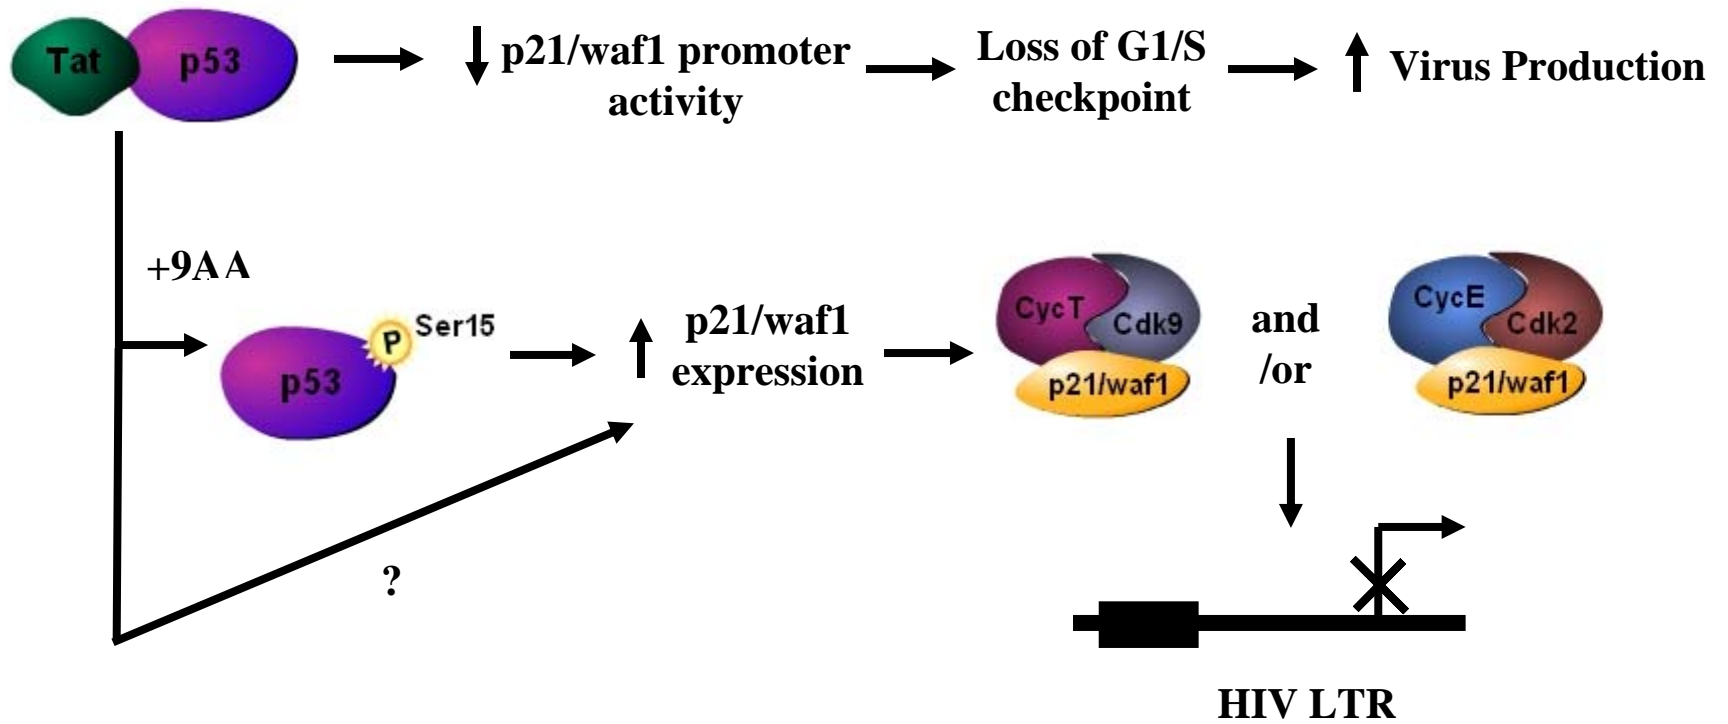 Tat
p53
p21/waf1 promoter
activity
Loss of G1/S
checkpoint
Virus Production
+9AA
p53
P
Ser15
p21/waf1
expression
CycT
Cdk9
p21/waf1
and
/or
CycE
Cdk2
p21/waf1
?
HIV LTR